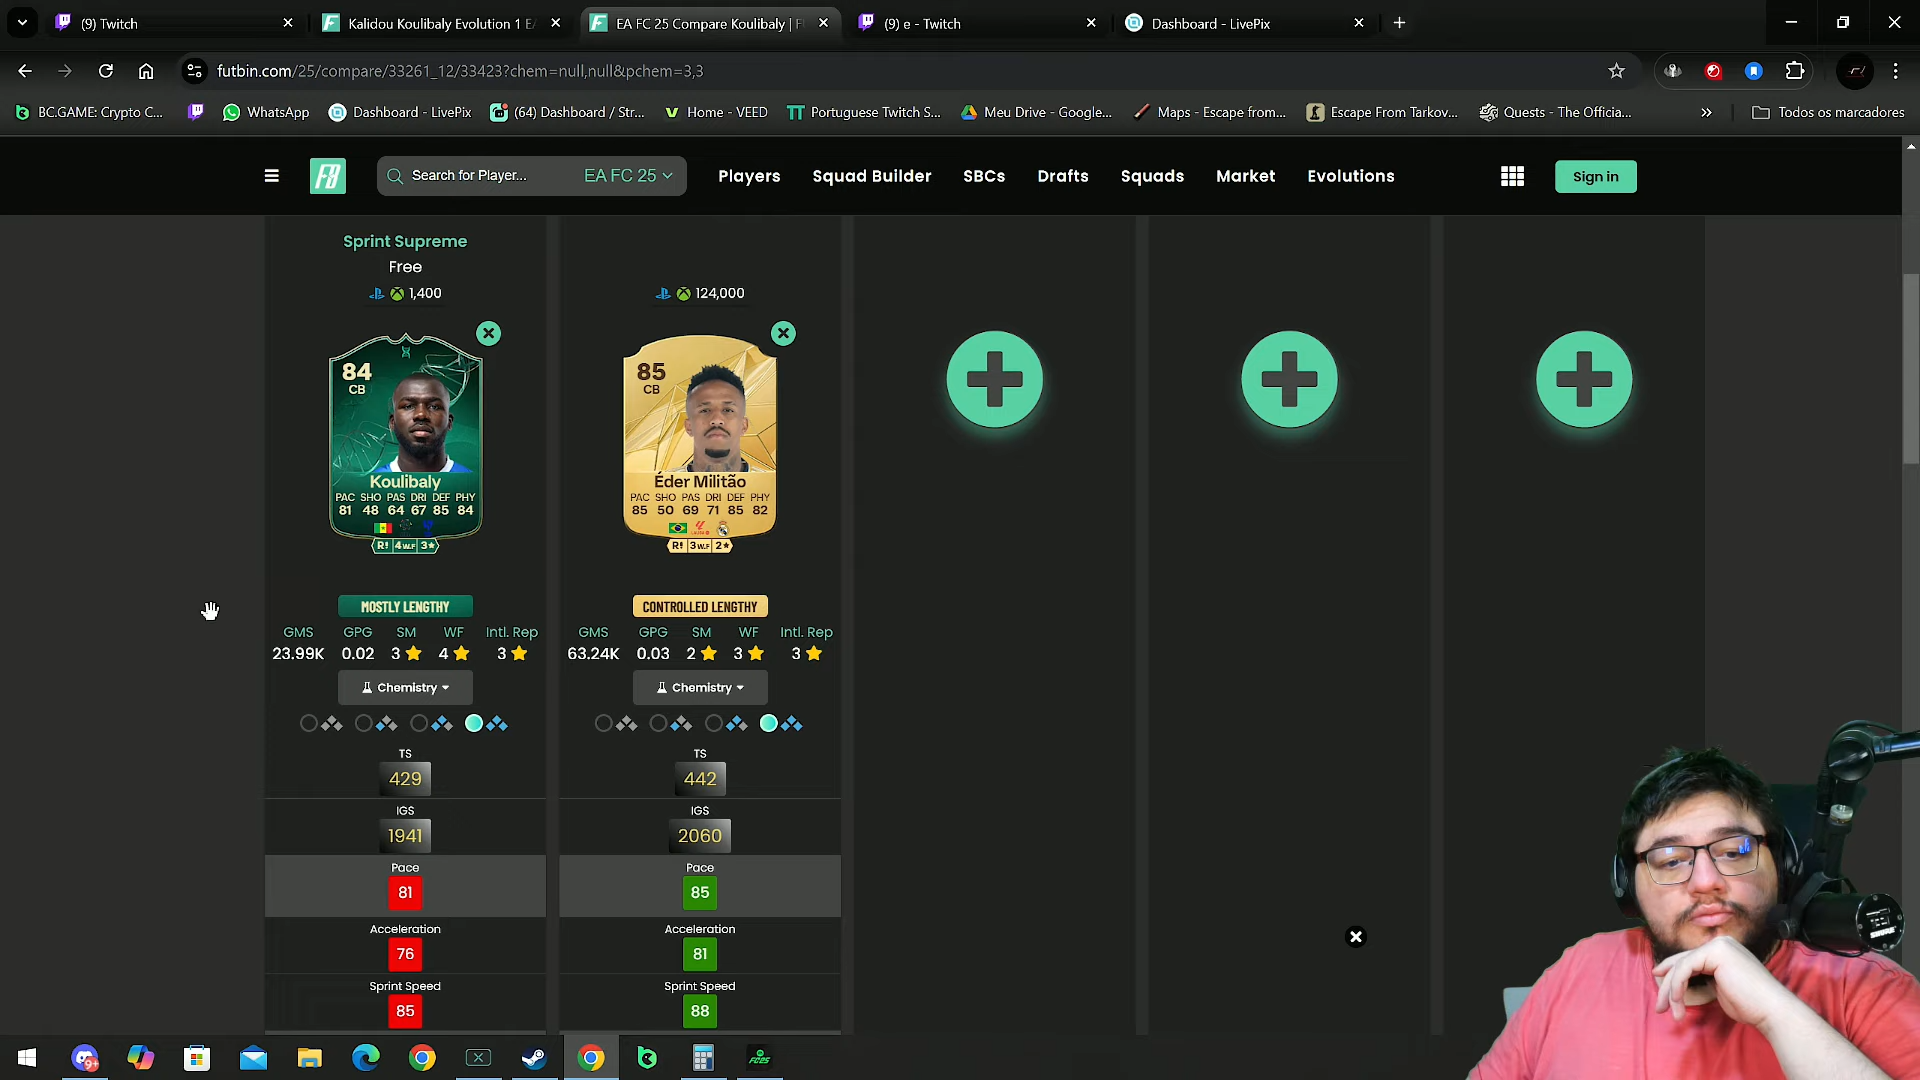 (9) Twitch
Kalidou Koulibaly Evolution 1 EA
EA FC 25 Compare Koulibaly | F
(9) e - Twitch
Dashboard - LivePix
futbin.com/25/compare/33261_12/33423?chem=null,null&pchem=3,3
BC.GAME: Crypto C...
WhatsApp
Dashboard - LivePix
(64) Dashboard / Str...
Home - VEED
Portuguese Twitch S...
Meu Drive - Google...
Maps - Escape from...
Escape From Tarkov...
Quests - The Officia...
Todos os marcadores
Search for Player...
EA FC 25
Players
Squad Builder
SBCs
Drafts
Squads
Market
Evolutions
Sign in
Sprint Supreme
Free
1,400
84
CB
Koulibaly
PAC SHO PAS DRI DEF PHY
81 48 64 67 85 84
R! 4 W.F 3★
MOSTLY LENGTHY
GMS GPG SM WF Intl. Rep
23.99K 0.02 3 4 3
Chemistry
TS
429
IGS
1941
Pace
81
Acceleration
76
Sprint Speed
85
124,000
85
CB
Éder Militão
PAC SHO PAS DRI DEF PHY
85 50 69 71 85 82
R! 3 W.F 2★
CONTROLLED LENGTHY
GMS GPG SM WF Intl. Rep
63.24K 0.03 2 3 3
Chemistry
TS
442
IGS
2060
Pace
85
Acceleration
81
Sprint Speed
88
9+
FC25
SHURE